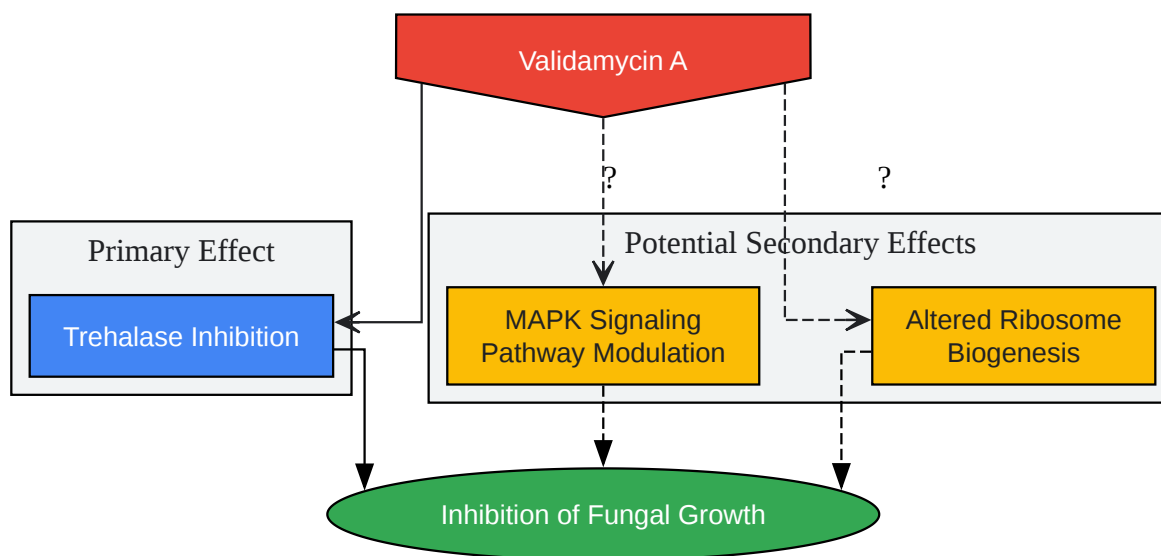 Validamycin A
?
?
Primary Effect
Potential Secondary Effects
Trehalase Inhibition
MAPK Signaling
Pathway Modulation
Altered Ribosome
Biogenesis
Inhibition of Fungal Growth